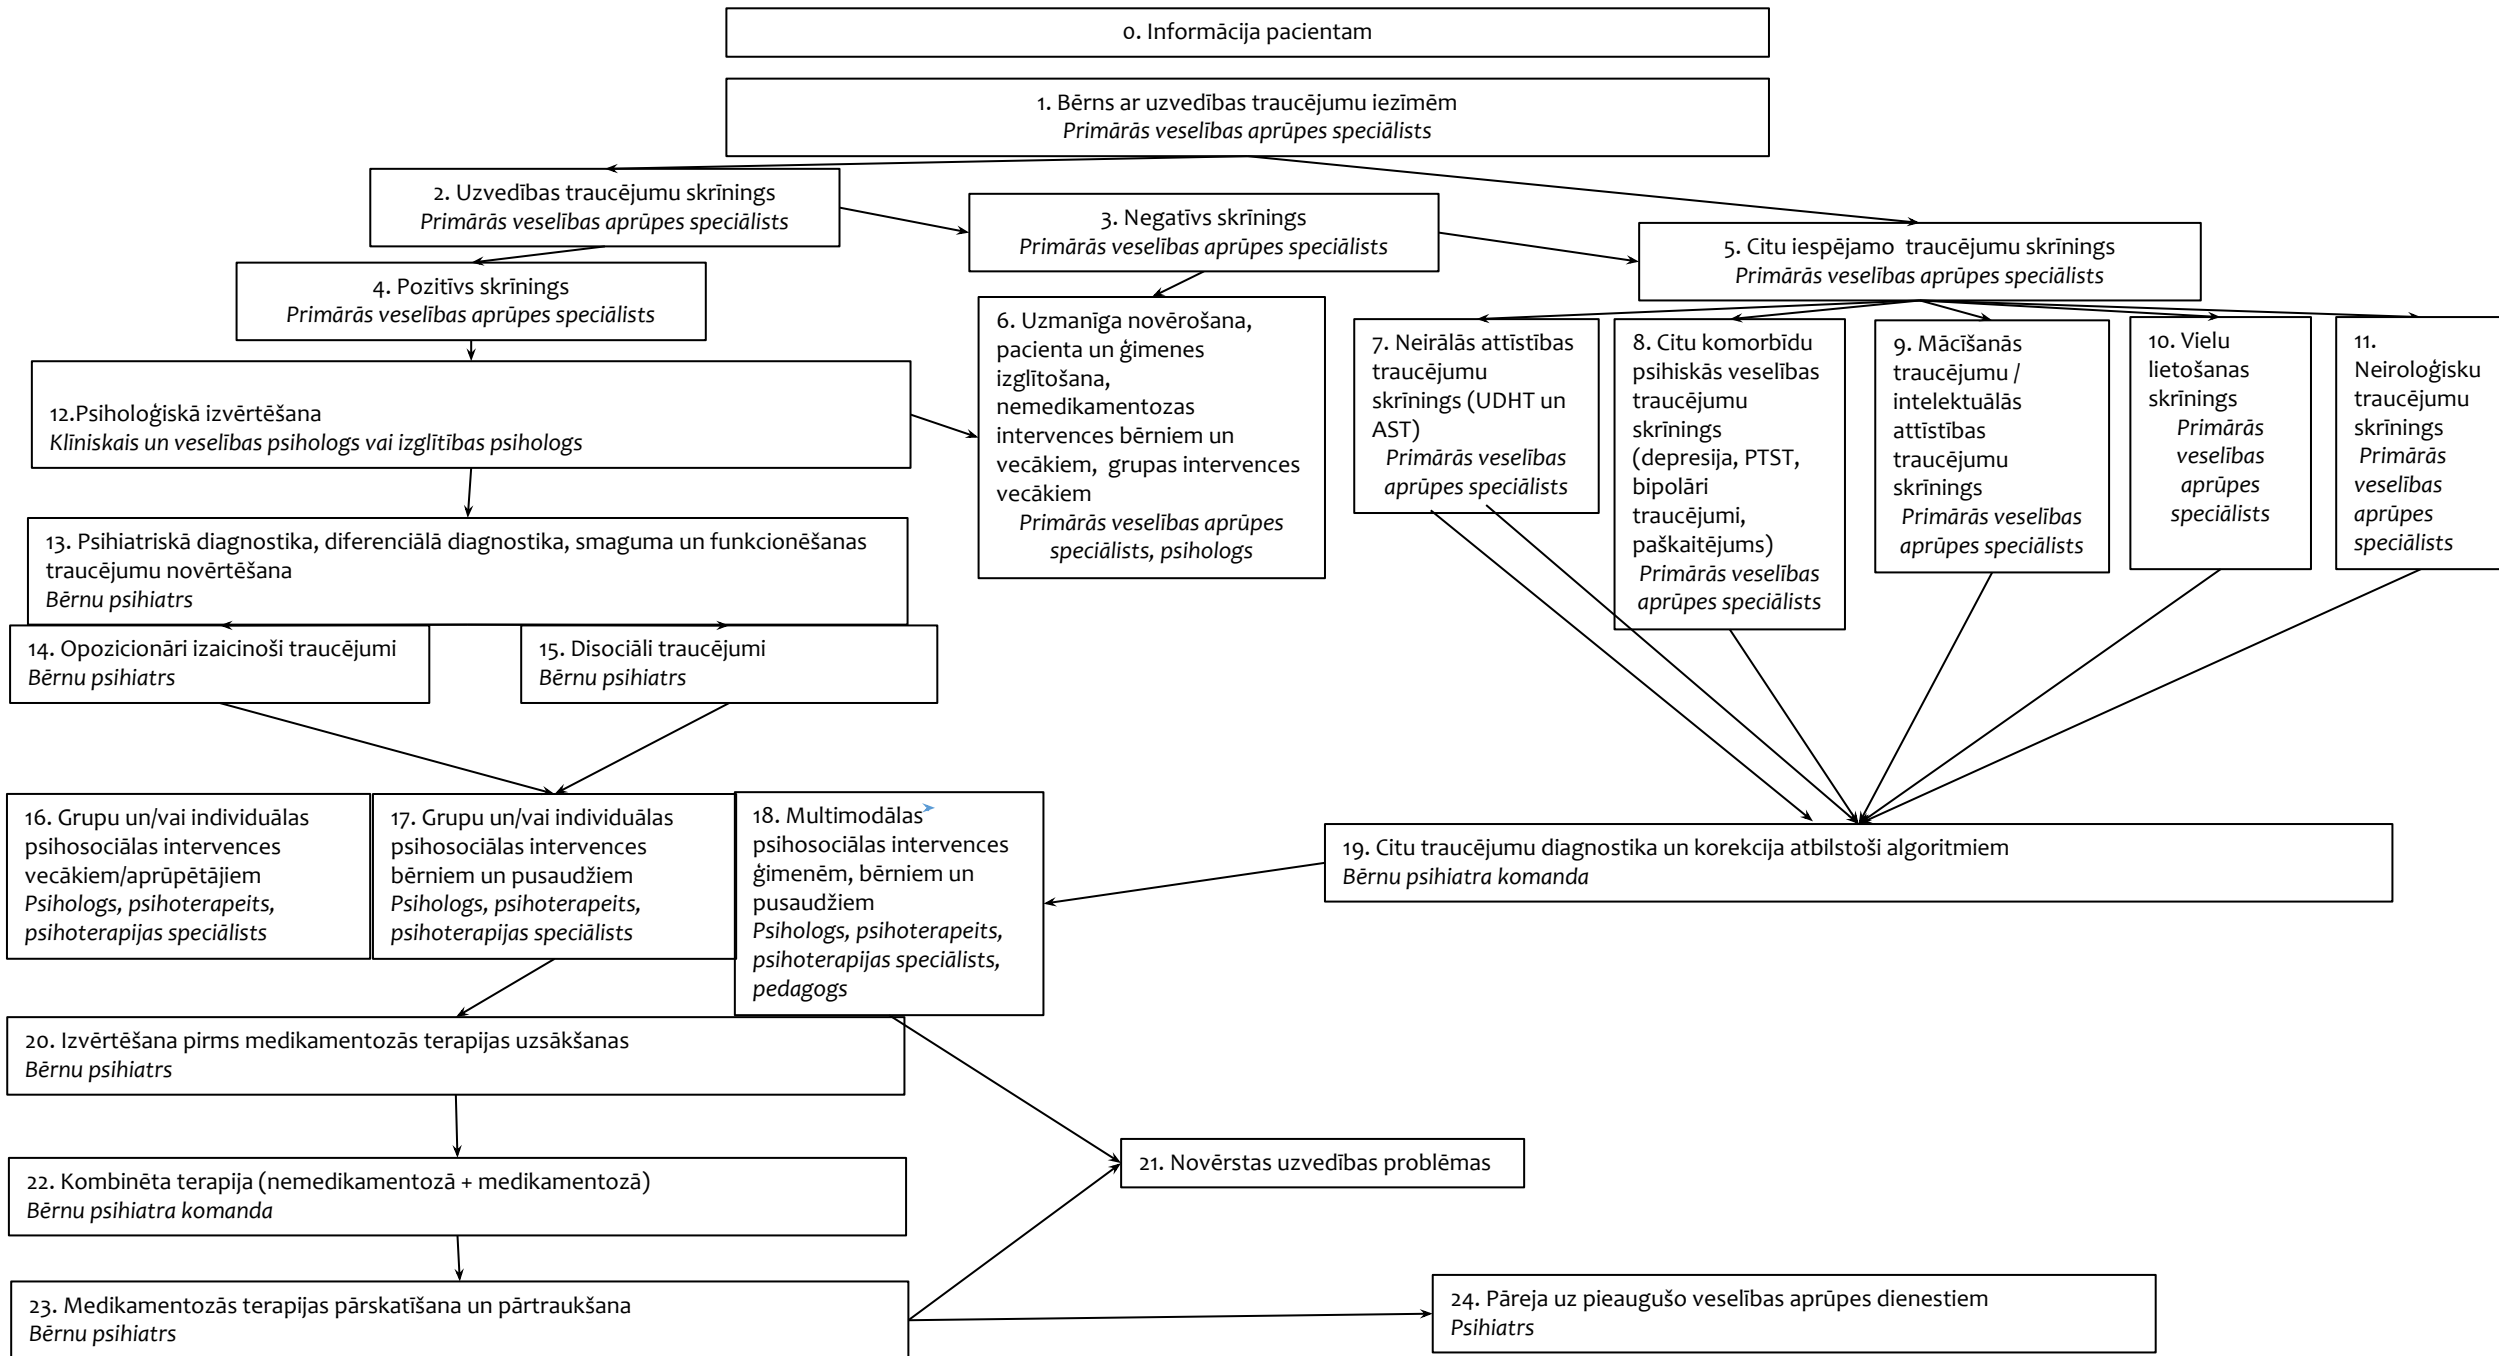 0. Informācija pacientam
1. Bērns ar uzvedības traucējumu iezīmēm
Primārās veselības aprūpes speciālists
2. Uzvedības traucējumu skrīnings
Primārās veselības aprūpes speciālists
3. Negatīvs skrīnings
Primārās veselības aprūpes speciālists
4. Pozitīvs skrīnings
Primārās veselības aprūpes speciālists
5. Citu iespējamo traucējumu skrīnings
Primārās veselības aprūpes speciālists
6. Uzmanīga novērošana,
pacienta un ģimenes
izglītošana,
nemedikamentozas
intervences bērniem un
vecākiem, grupas intervences
vecākiem
Primārās veselības aprūpes
speciālists, psihologs
7. Neirālās attīstības
traucējumu
skrīnings (UDHT un
AST)
Primārās veselības
aprūpes speciālists
8. Citu komorbīdu
psihiskās veselības
traucējumu
skrīnings
(depresija, PTST,
bipolāri
traucējumi,
paškaitējums)
Primārās veselības
aprūpes speciālists
9. Mācīšanās
traucējumu /
intelektuālās
attīstības
traucējumu
skrīnings
Primārās veselības
aprūpes speciālists
10. Vielu
lietošanas
skrīnings
Primārās
veselības
aprūpes
speciālists
11.
Neiroloģisku
traucējumu
skrīnings
Primārās
veselības
aprūpes
speciālists
12.Psiholoģiskā izvērtēšana
Klīniskais un veselības psihologs vai izglītības psihologs
13. Psihiatriskā diagnostika, diferenciālā diagnostika, smaguma un funkcionēšanas
traucējumu novērtēšana
Bērnu psihiatrs
14. Opozicionāri izaicinoši traucējumi
Bērnu psihiatrs
15. Disociāli traucējumi
Bērnu psihiatrs
16. Grupu un/vai individuālas
psihosociālas intervences
vecākiem/aprūpētājiem
Psihologs, psihoterapeits,
psihoterapijas speciālists
17. Grupu un/vai individuālas
psihosociālas intervences
bērniem un pusaudžiem
Psihologs, psihoterapeits,
psihoterapijas speciālists
18. Multimodālas
psihosociālas intervences
ģimenēm, bērniem un
pusaudžiem
Psihologs, psihoterapeits,
psihoterapijas speciālists,
pedagogs
19. Citu traucējumu diagnostika un korekcija atbilstoši algoritmiem
Bērnu psihiatra komanda
20. Izvērtēšana pirms medikamentozās terapijas uzsākšanas
Bērnu psihiatrs
21. Novērstas uzvedības problēmas
22. Kombinēta terapija (nemedikamentozā + medikamentozā)
Bērnu psihiatra komanda
23. Medikamentozās terapijas pārskatīšana un pārtraukšana
Bērnu psihiatrs
24. Pāreja uz pieaugušo veselības aprūpes dienestiem
Psihiatrs